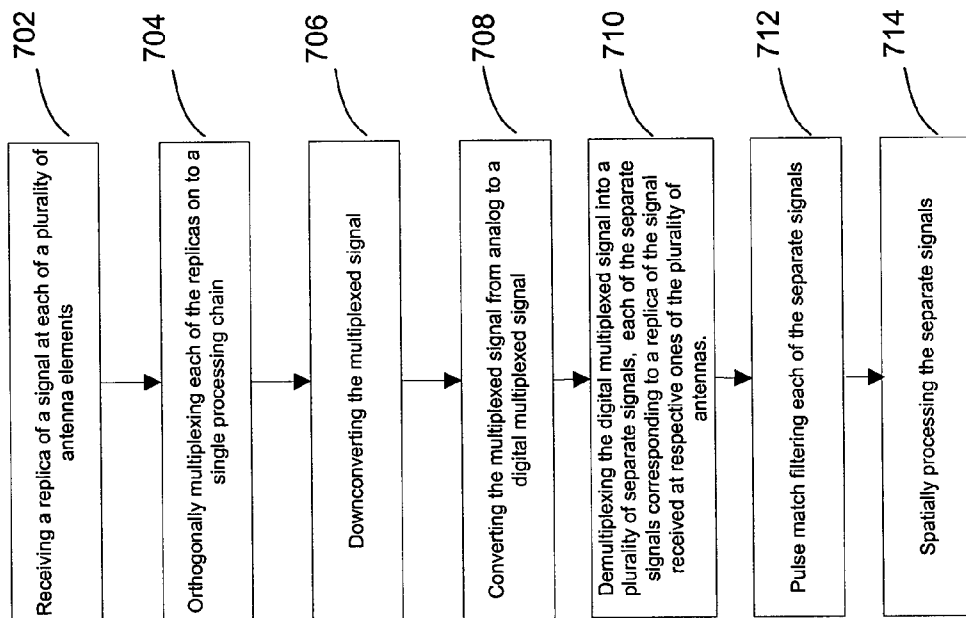 702
Receiving a replica of a signal at each of a plurality of
antenna elements
704
Orthogonally multiplexing each of the replicas on to a
single processing chain
706
Downconverting the multiplexed signal
708
Converting the multiplexed signal from analog to a
digital multiplexed signal
710
Demultiplexing the digital multiplexed signal into a
plurality of separate signals, each of the separate
signals corresponding to a replica of the signal
received at respective ones of the plurality of
antennas.
712
Pulse match filtering each of the separate signals
714
Spatially processing the separate signals